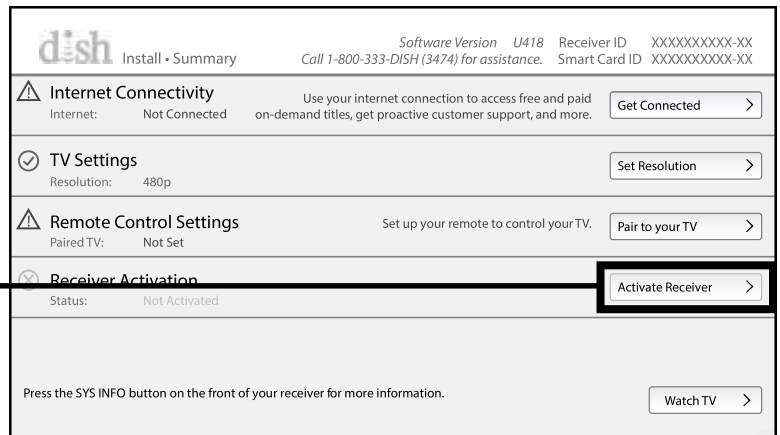 dish Install • Summary
Software Version U418 Receiver ID XXXXXXXXXX-XX
Call 1-800-333-DISH (3474) for assistance. Smart Card ID XXXXXXXXXX-XX
Internet Connectivity
Internet: Not Connected
Use your internet connection to access free and paid
on-demand titles, get proactive customer support, and more.
Get Connected
TV Settings
Resolution: 480p
Set Resolution
Remote Control Settings
Paired TV: Not Set
Set up your remote to control your TV.
Pair to your TV
Receiver Activation
Status: Not Activated
Activate Receiver
Press the SYS INFO button on the front of your receiver for more information.
Watch TV